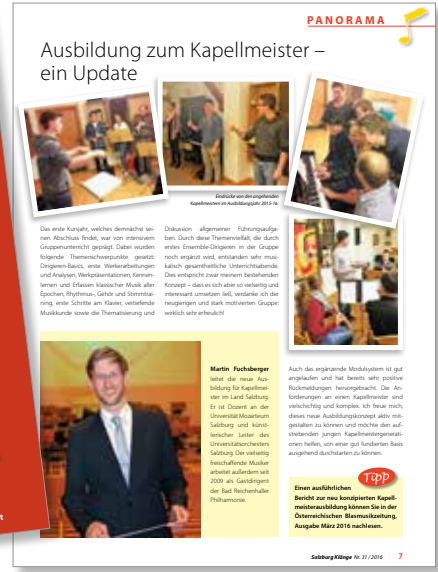 PANORAMA
Ausbildung zum Kapellmeister –
ein Update
Eindrücke von den angehenden
Kapellmeistern im Ausbildungsjahr 2015-16.
Das erste Kursjahr, welches demnächst sei-
nen Abschluss findet, war von intensivem
Gruppenunterricht geprägt. Dabei wurden
folgende Themenschwerpunkte gesetzt:
Dirigieren-Basics, erste Werkerarbeitungen
und Analysen, Werkpräsentationen, Kennen-
lernen und Erfassen klassischer Musik aller
Epochen, Rhythmus-, Gehör und Stimmtrai-
ning, erste Schritte am Klavier, vertiefende
Musikkunde sowie die Thematisierung und
Diskussion allgemeiner Führungsaufga-
ben. Durch diese Themenvielfalt, die durch
erstes Ensemble-Dirigieren in der Gruppe
noch ergänzt wird, entstanden sehr musi-
kalisch gesamtheitliche Unterrichtsabende.
Dies entspricht zwar meinem bestehenden
Konzept – dass es sich aber so vielseitig und
interessant umsetzen ließ, verdanke ich der
neugierigen und stark motivierten Gruppe:
wirklich sehr erfreulich!
Martin Fuchsberger
leitet die neue Aus-
bildung für Kapellmei-
ster im Land Salzburg.
Er ist Dozent an der
Universität Mozarteum
Salzburg und künst-
lerischer Leiter des
Universitätsorchesters
Salzburg. Der vielseitig
freischaffende Musiker
arbeitet außerdem seit
2009 als Gastdirigent
der Bad Reichenhaller
Philharmonie.
Auch das ergänzende Modulsystem ist gut
angelaufen und hat bereits sehr positive
Rückmeldungen hervorgebracht. Die An-
forderungen an einen Kapellmeister sind
vielschichtig und komplex. Ich freue mich,
dieses neue Ausbildungskonzept aktiv mit-
gestalten zu können und möchte den auf-
strebenden jungen Kapellmeistergenerati-
onen helfen, von einer gut fundierten Basis
ausgehend durchstarten zu können.
Tipp
Einen ausführlichen
Bericht zur neu konzipierten Kapell-
meisterausbildung können Sie in der
Österreichischen Blasmusikzeitung,
Ausgabe März 2016 nachlesen.
Salzburg Klänge Nr. 31 / 2016 7